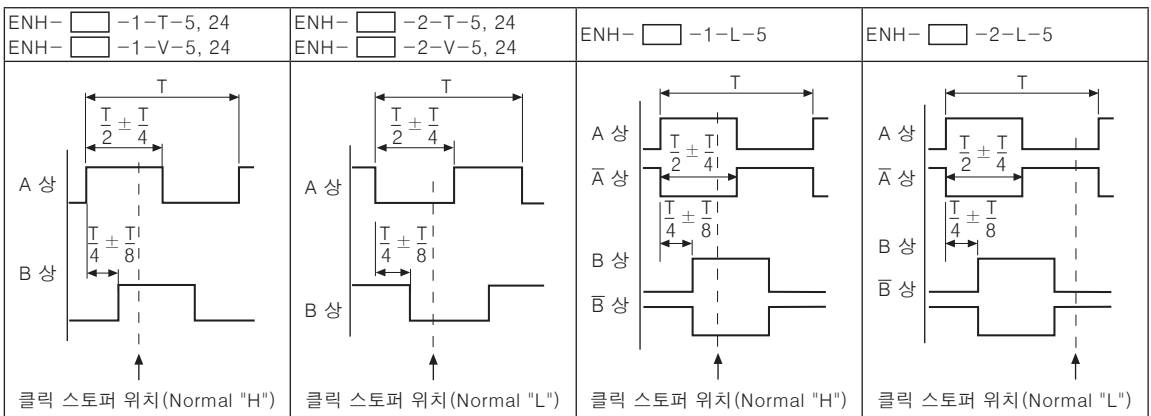 ENH- □ -1-T-5, 24
ENH- □ -1-V-5, 24
T
T/2 ± T/4
A 상
T/4 ± T/8
B 상
클릭 스토퍼 위치(Normal "H")
ENH- □ -2-T-5, 24
ENH- □ -2-V-5, 24
T
T/2 ± T/4
A 상
T/4 ± T/8
B 상
클릭 스토퍼 위치(Normal "L")
ENH- □ -1-L-5
T
A 상
T/2 ± T/4
A̅ 상
T/4 ± T/8
B 상
B̅ 상
클릭 스토퍼 위치(Normal "H")
ENH- □ -2-L-5
T
A 상
T/2 ± T/4
A̅ 상
T/4 ± T/8
B 상
B̅ 상
클릭 스토퍼 위치(Normal "L")